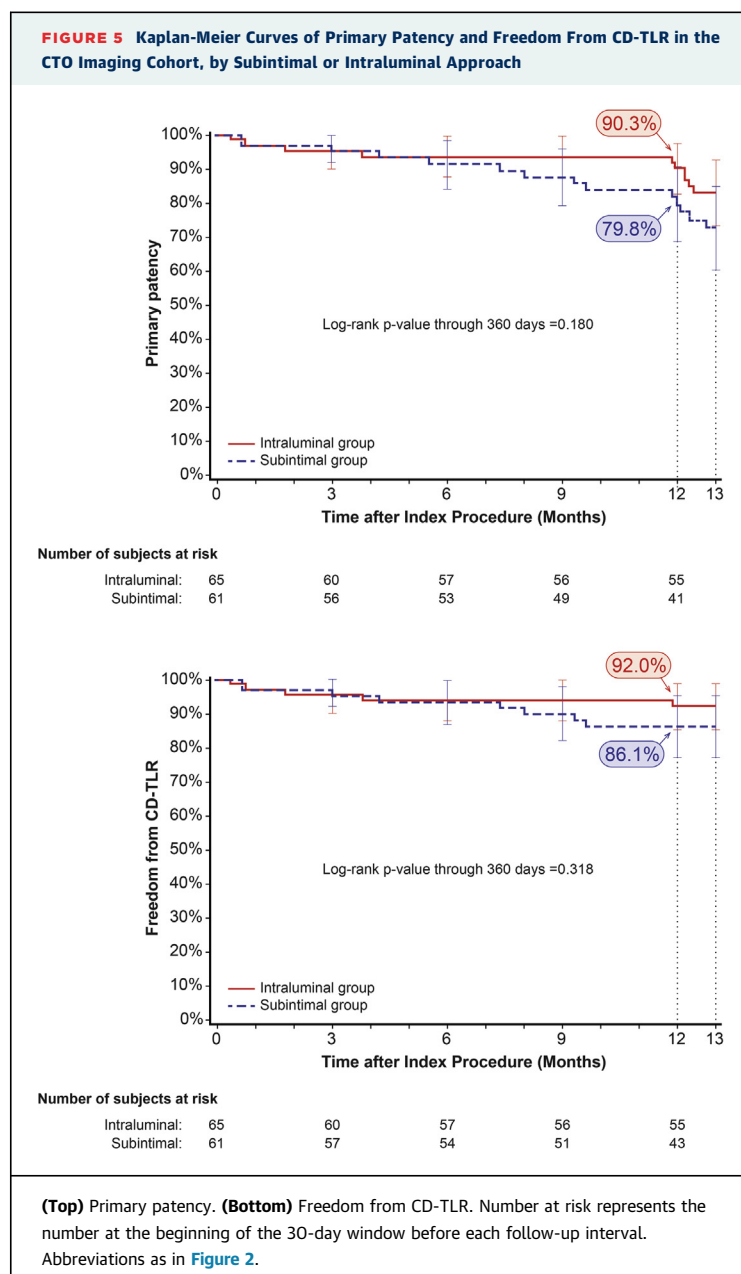 FIGURE 5 Kaplan-Meier Curves of Primary Patency and Freedom From CD-TLR in the
CTO Imaging Cohort, by Subintimal or Intraluminal Approach
100%
90%
80%
70%
60%
50%
40%
30%
20%
10%
0%
Primary patency
90.3%
79.8%
Log-rank p-value through 360 days =0.180
Intraluminal group
Subintimal group
0 3 6 9 12 13
Time after Index Procedure (Months)
Number of subjects at risk
Intraluminal: 65 60 57 56 55
Subintimal: 61 56 53 49 41
100%
90%
80%
70%
60%
50%
40%
30%
20%
10%
0%
Freedom from CD-TLR
92.0%
86.1%
Log-rank p-value through 360 days =0.318
Intraluminal group
Subintimal group
0 3 6 9 12 13
Time after Index Procedure (Months)
Number of subjects at risk
Intraluminal: 65 60 57 56 55
Subintimal: 61 57 54 51 43
(Top) Primary patency. (Bottom) Freedom from CD-TLR. Number at risk represents the
number at the beginning of the 30-day window before each follow-up interval.
Abbreviations as in Figure 2.